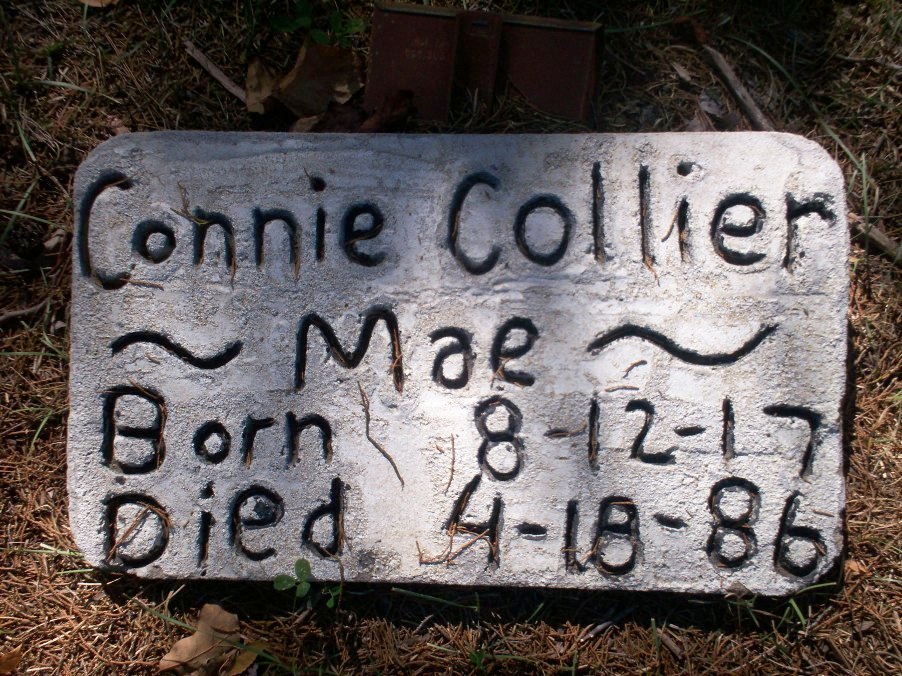 Connie Collier
~ Mae ~
Born 8-12-17
Died 4-18-86